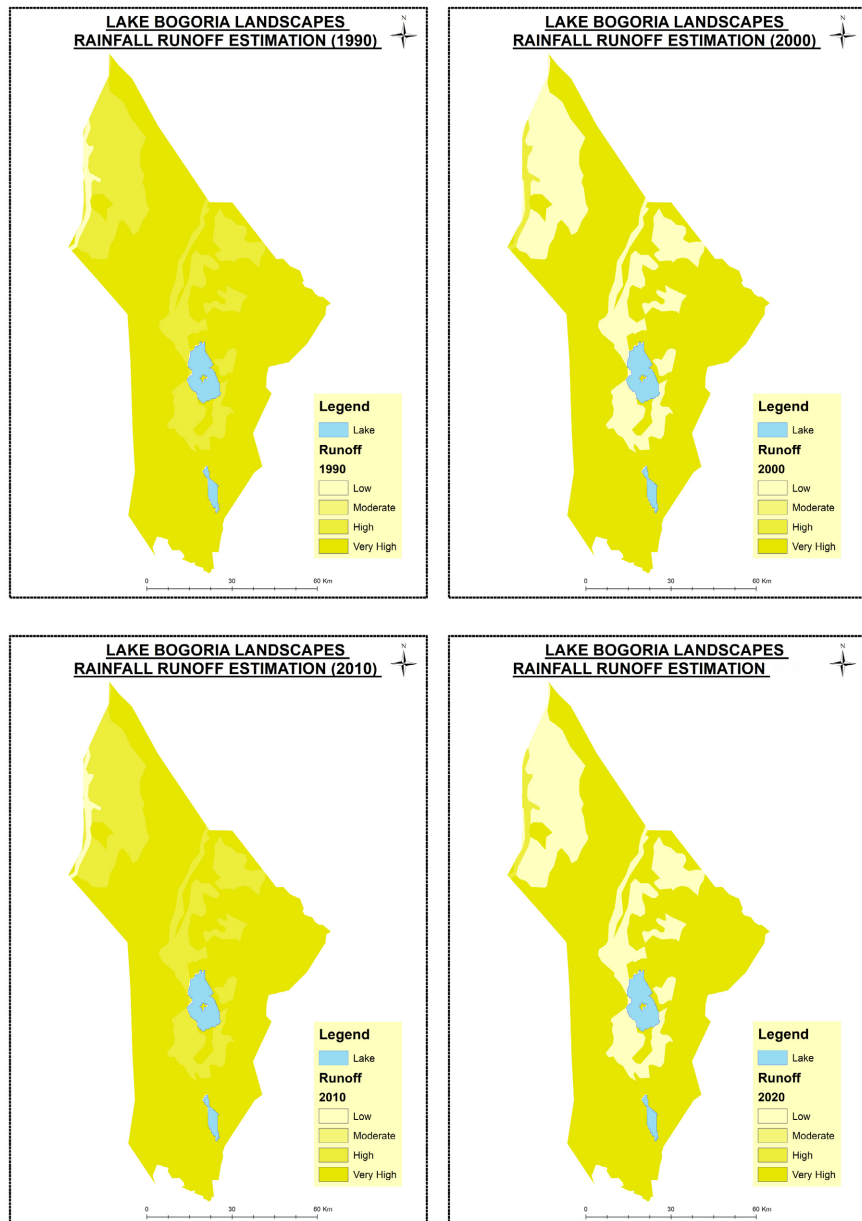 LAKE BOGORIA LANDSCAPES
RAINFALL RUNOFF ESTIMATION (1990)
N
Legend
Lake
Runoff
1990
Low
Moderate
High
Very High
0 30 60 Km
LAKE BOGORIA LANDSCAPES
RAINFALL RUNOFF ESTIMATION (2000)
N
Legend
Lake
Runoff
2000
Low
Moderate
High
Very High
0 30 60 Km
LAKE BOGORIA LANDSCAPES
RAINFALL RUNOFF ESTIMATION (2010)
N
Legend
Lake
Runoff
2010
Low
Moderate
High
Very High
0 30 60 Km
LAKE BOGORIA LANDSCAPES
RAINFALL RUNOFF ESTIMATION
N
Legend
Lake
Runoff
2020
Low
Moderate
High
Very High
0 30 60 Km